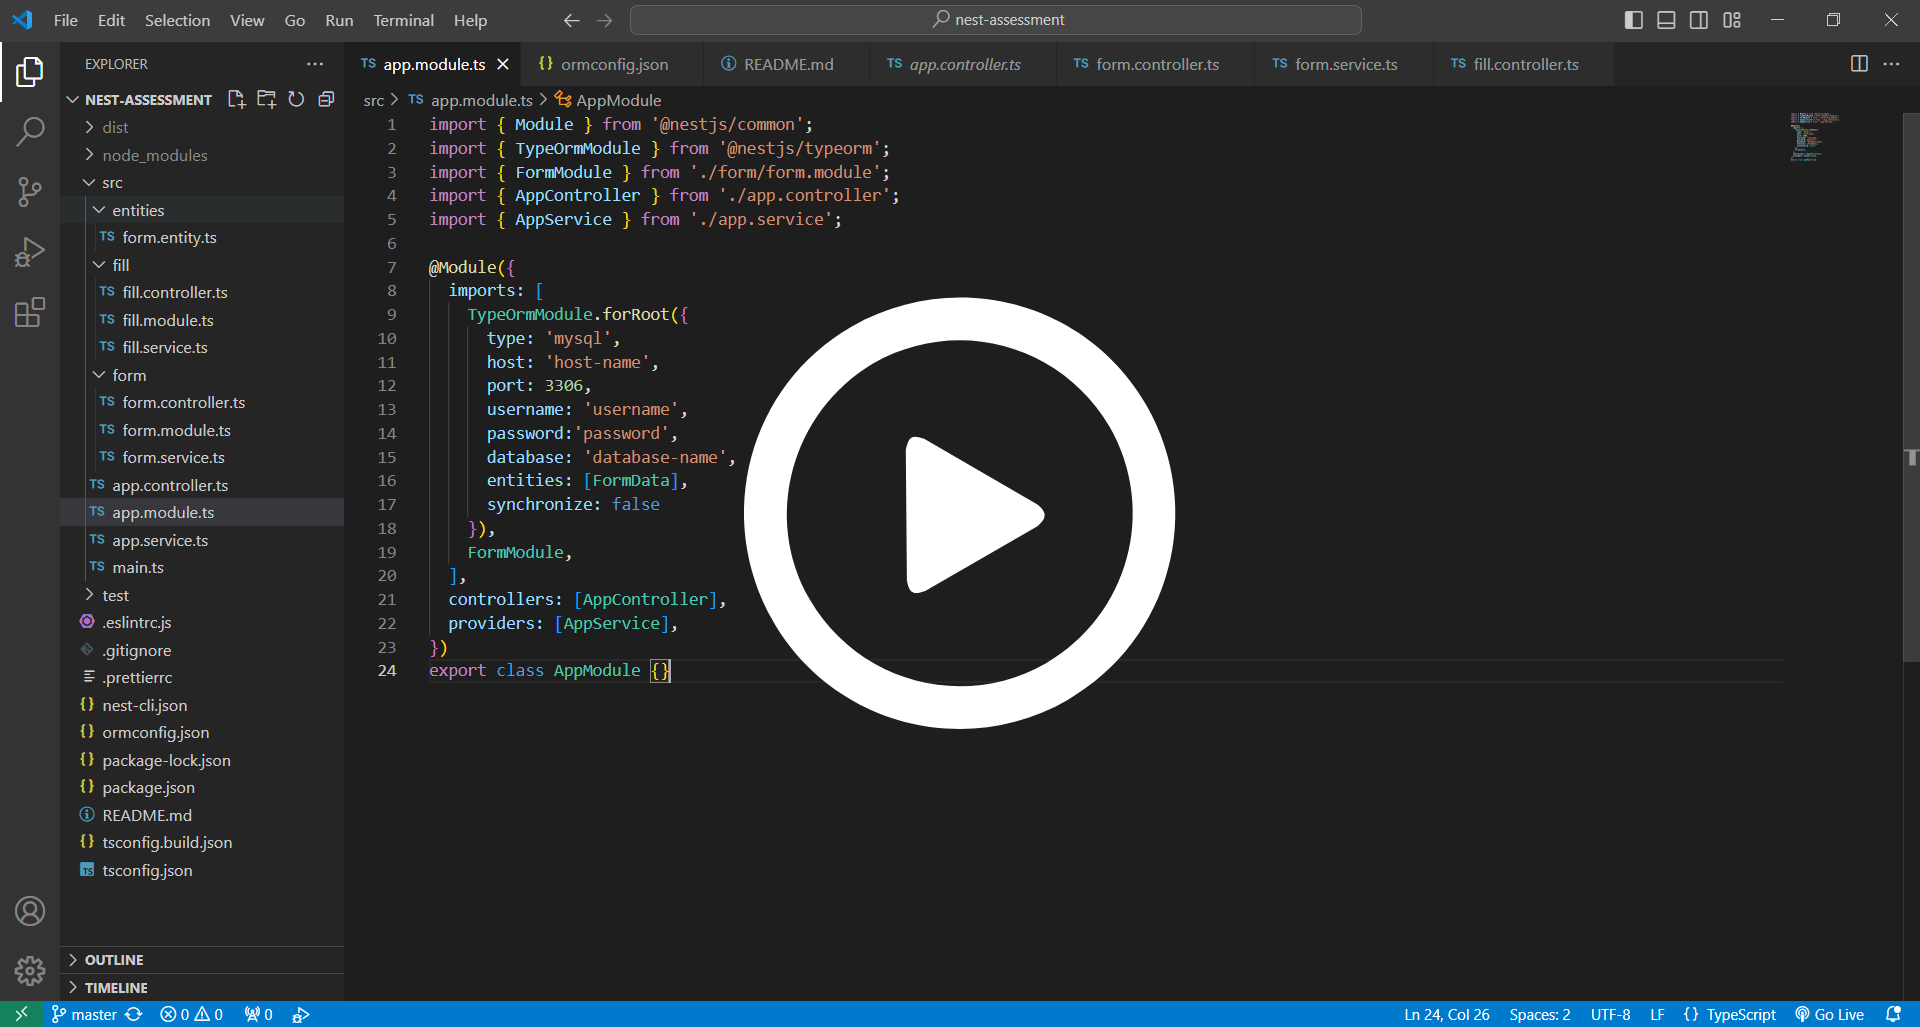 File Edit Selection View Go Run Terminal Help
nest-assessment
EXPLORER
NEST-ASSESSMENT
dist
node_modules
src
entities
TS form.entity.ts
fill
TS fill.controller.ts
TS fill.module.ts
TS fill.service.ts
form
TS form.controller.ts
TS form.module.ts
TS form.service.ts
TS app.controller.ts
TS app.module.ts
TS app.service.ts
TS main.ts
test
.eslintrc.js
.gitignore
.prettierrc
{} nest-cli.json
{} ormconfig.json
{} package-lock.json
{} package.json
README.md
{} tsconfig.build.json
TS tsconfig.json
OUTLINE
TIMELINE
TS app.module.ts {} ormconfig.json README.md TS app.controller.ts TS form.controller.ts TS form.service.ts TS fill.controller.ts
src > TS app.module.ts > AppModule
1 import { Module } from '@nestjs/common';
2 import { TypeOrmModule } from '@nestjs/typeorm';
3 import { FormModule } from './form/form.module';
4 import { AppController } from './app.controller';
5 import { AppService } from './app.service';
6
7 @Module({
8 imports: [
9 TypeOrmModule.forRoot({
10 type: 'mysql',
11 host: 'host-name',
12 port: 3306,
13 username: 'username',
14 password:'password',
15 database: 'database-name',
16 entities: [FormData],
17 synchronize: false
18 }),
19 FormModule,
20 ],
21 controllers: [AppController],
22 providers: [AppService],
23 })
24 export class AppModule {}
master 0 0 0 Ln 24, Col 26 Spaces: 2 UTF-8 LF {} TypeScript Go Live